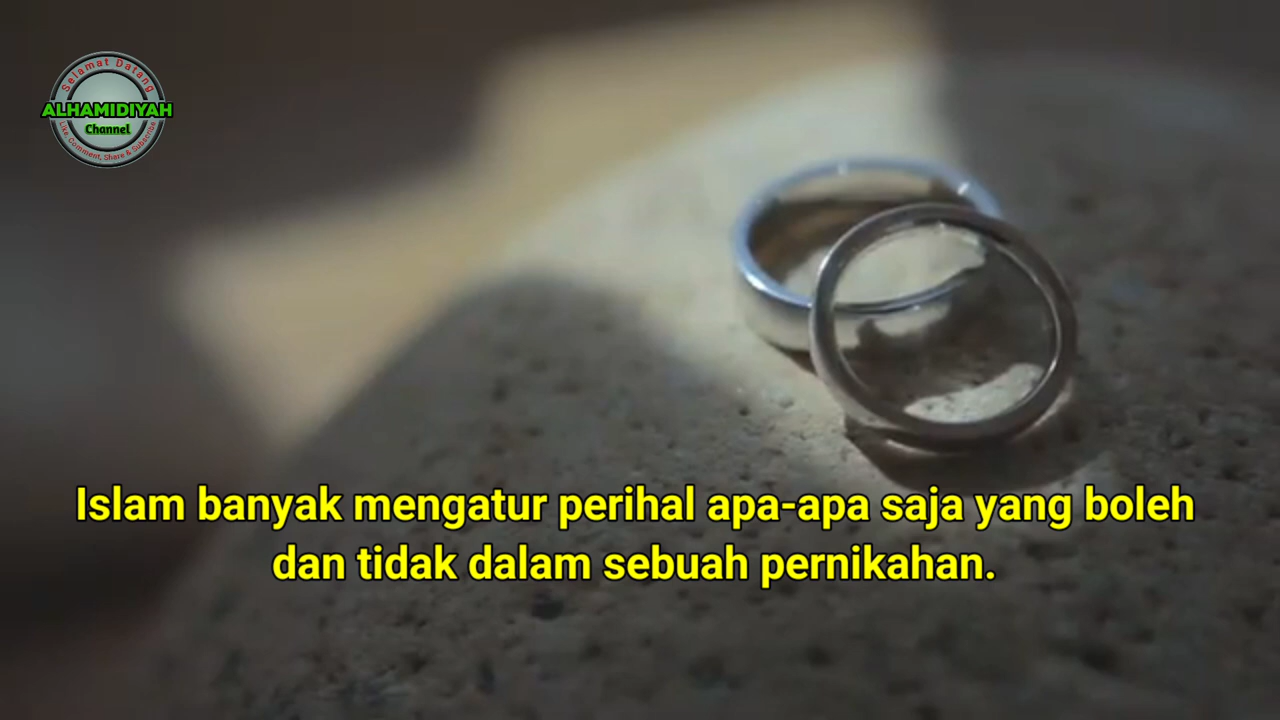 Selamat Datang
ALHAMIDIYAH
Channel
Like, Comment, Share & Subscribe
Islam banyak mengatur perihal apa-apa saja yang boleh
dan tidak dalam sebuah pernikahan.